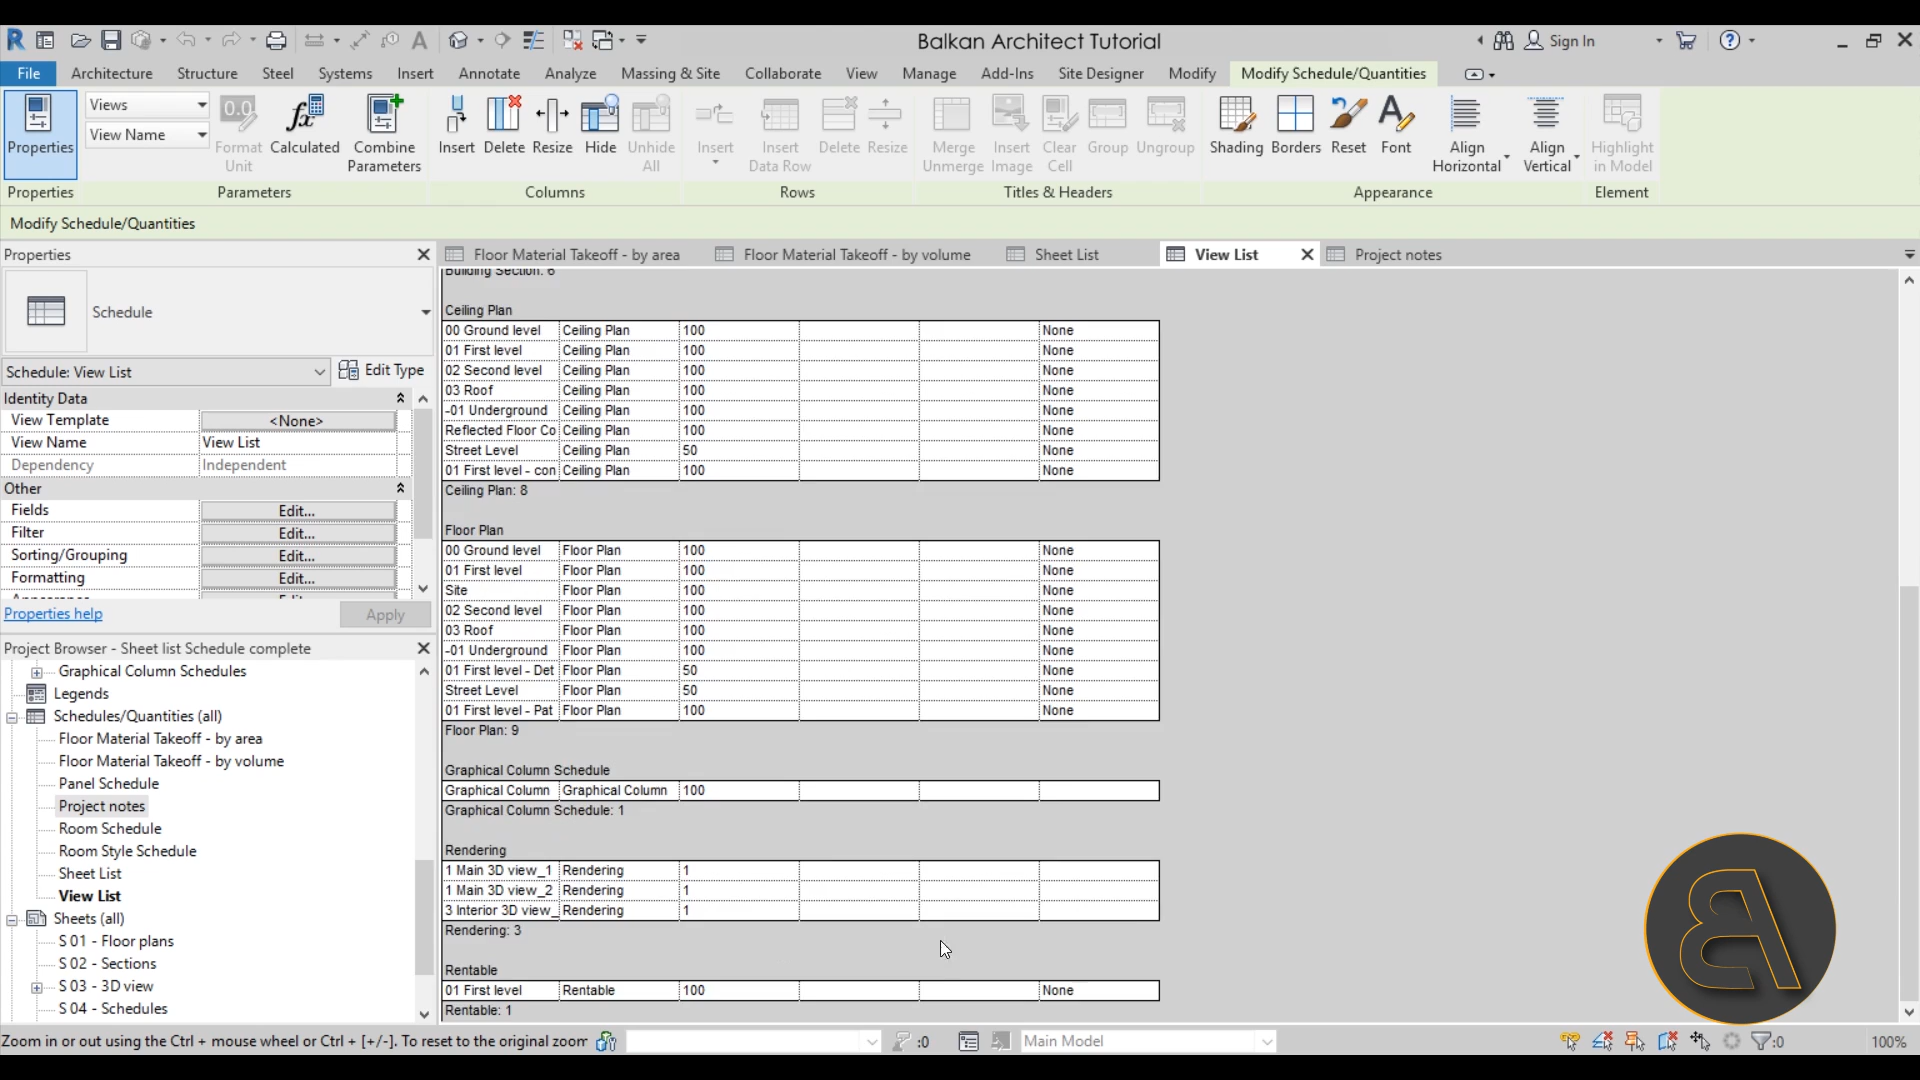 Balkan Architect Tutorial
Sign In
File Architecture Structure Steel Systems Insert Annotate Analyze Massing & Site Collaborate View Manage Add-Ins Site Designer Modify Modify Schedule/Quantities
Properties
Views
View Name
Format Unit
Calculated
Combine Parameters
Insert Delete Resize Hide Unhide All
Insert
Insert Data Row
Delete Resize
Merge Unmerge
Insert Image
Clear Cell
Group Ungroup
Shading Borders Reset Font
Align Horizontal
Align Vertical
Highlight in Model
Properties Parameters Columns Rows Titles & Headers Appearance Element
Modify Schedule/Quantities
Properties
Schedule
Schedule: View List Edit Type
Identity Data
View Template <None>
View Name View List
Dependency Independent
Other
Fields Edit...
Filter Edit...
Sorting/Grouping Edit...
Formatting Edit...
Properties help Apply
Project Browser - Sheet list Schedule complete
Graphical Column Schedules
Legends
Schedules/Quantities (all)
Floor Material Takeoff - by area
Floor Material Takeoff - by volume
Panel Schedule
Project notes
Room Schedule
Room Style Schedule
Sheet List
View List
Sheets (all)
S 01 - Floor plans
S 02 - Sections
S 03 - 3D view
S 04 - Schedules
Floor Material Takeoff - by area Floor Material Takeoff - by volume Sheet List View List Project notes
Building Section: 6
Ceiling Plan
00 Ground level Ceiling Plan 100 None
01 First level Ceiling Plan 100 None
02 Second level Ceiling Plan 100 None
03 Roof Ceiling Plan 100 None
-01 Underground Ceiling Plan 100 None
Reflected Floor Co Ceiling Plan 100 None
Street Level Ceiling Plan 50 None
01 First level - con Ceiling Plan 100 None
Ceiling Plan: 8
Floor Plan
00 Ground level Floor Plan 100 None
01 First level Floor Plan 100 None
Site Floor Plan 100 None
02 Second level Floor Plan 100 None
03 Roof Floor Plan 100 None
-01 Underground Floor Plan 100 None
01 First level - Det Floor Plan 50 None
Street Level Floor Plan 50 None
01 First level - Pat Floor Plan 100 None
Floor Plan: 9
Graphical Column Schedule
Graphical Column Graphical Column 100
Graphical Column Schedule: 1
Rendering
1 Main 3D view_1 Rendering 1
1 Main 3D view_2 Rendering 1
3 Interior 3D view_ Rendering 1
Rendering: 3
Rentable
01 First level Rentable 100 None
Rentable: 1
Zoom in or out using the Ctrl + mouse wheel or Ctrl + [+/-]. To reset to the original zoom
:0 Main Model :0 100%